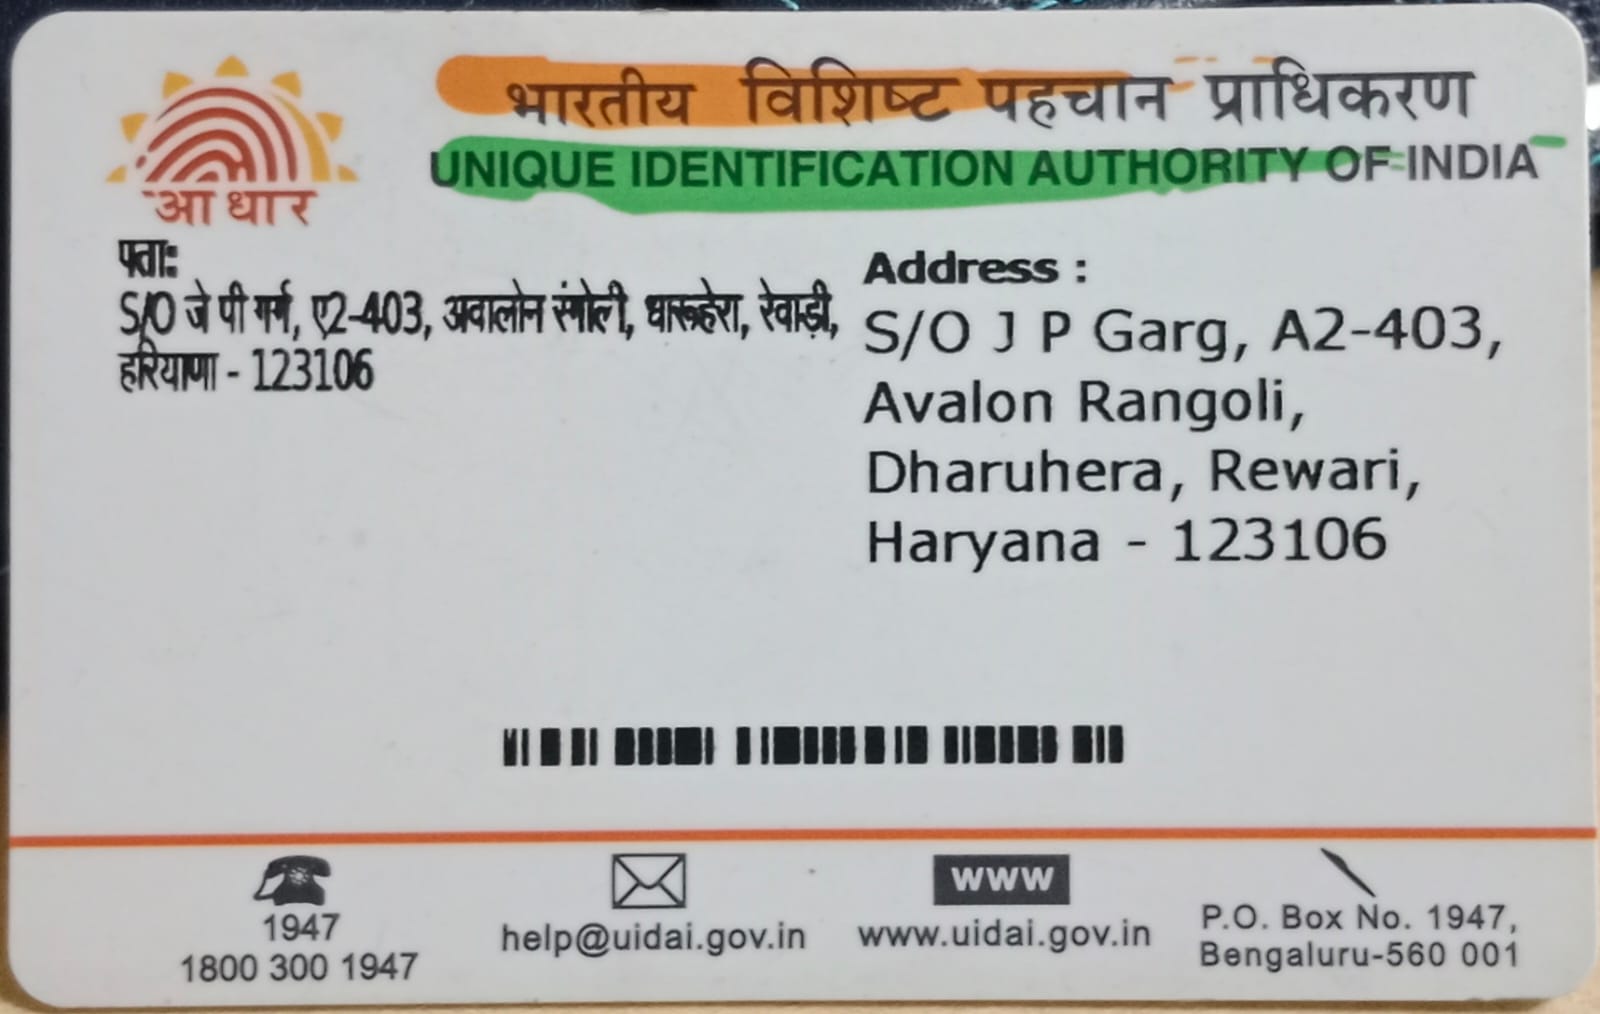 भारतीय विशिष्ट पहचान प्राधिकरण
UNIQUE IDENTIFICATION AUTHORITY OF INDIA
आधार
पता:
S/O जे पी गर्ग, ए2-403, अवालोन रंगोली, धारूहेरा, रेवाड़ी,
हरियाणा - 123106
Address :
S/O J P Garg, A2-403,
Avalon Rangoli,
Dharuhera, Rewari,
Haryana - 123106
1947
1800 300 1947
help@uidai.gov.in
www
www.uidai.gov.in
P.O. Box No. 1947,
Bengaluru-560 001